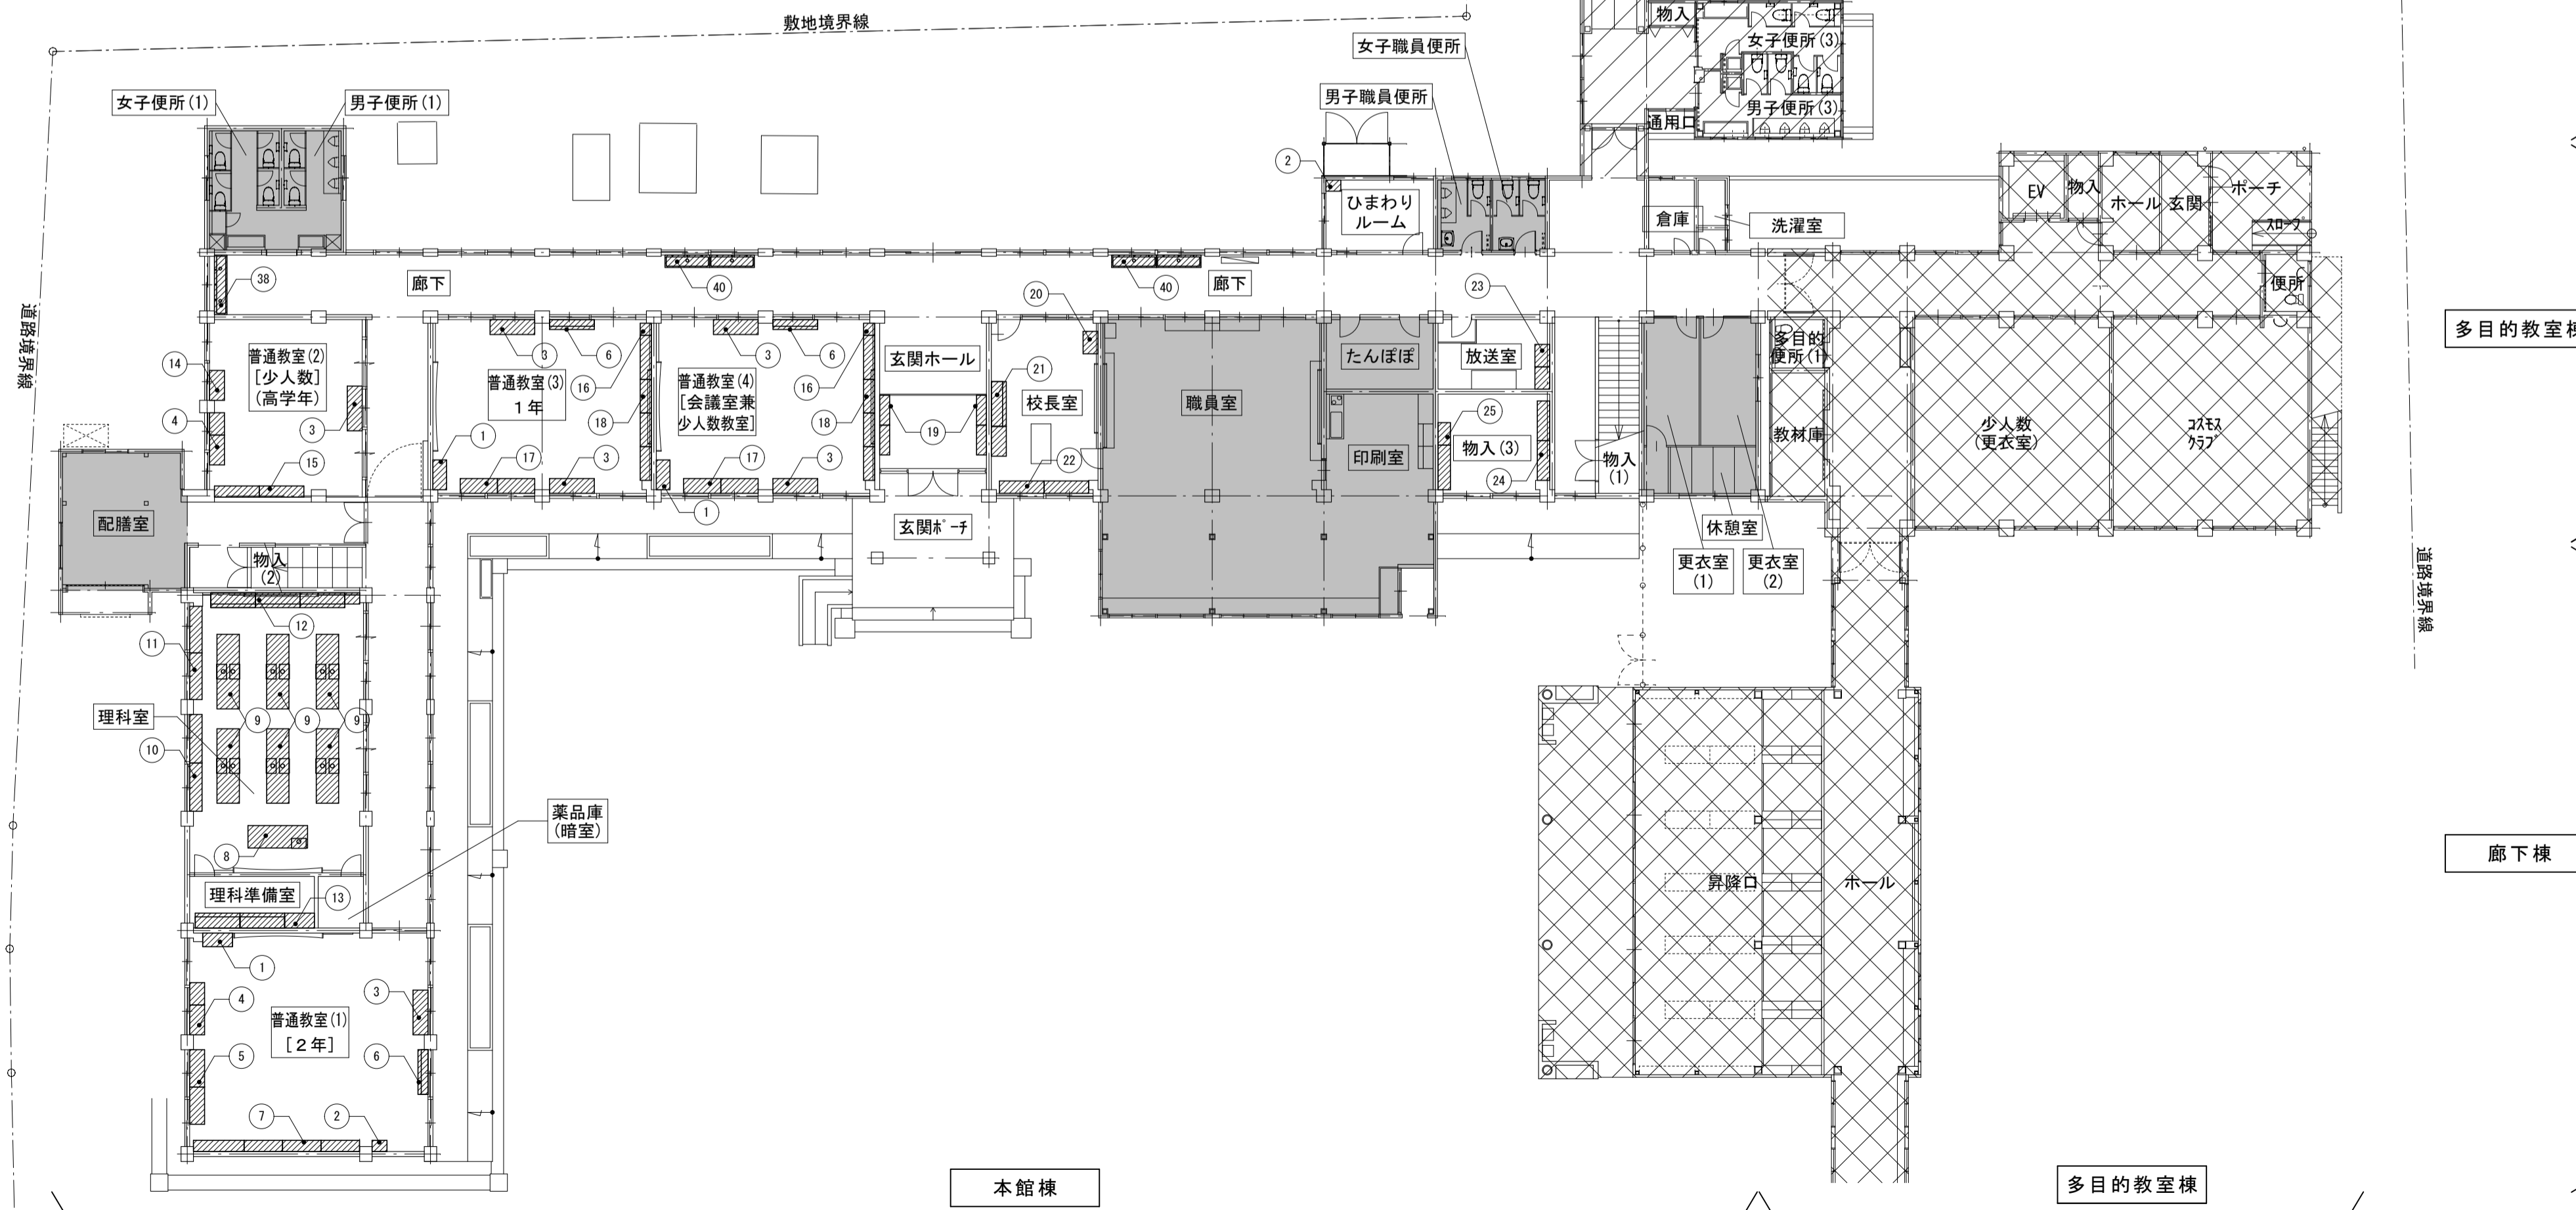 敷地境界線
物入
女子便所(3)
男子便所(3)
通用口
女子職員便所
男子職員便所
女子便所(1)
男子便所(1)
2
ひまわり
ルーム
倉庫
洗濯室
EV
物入
ホール
玄関
ポーチ
スロープ
便所
38
廊下
40
40
廊下
20
23
道路境界線
多目的教室棟
14
普通教室(2)
[少人数]
(高学年)
4
3
15
3
6
普通教室(3)
1年
16
18
1
17
3
3
6
普通教室(4)
[会議室兼
少人数教室]
16
18
17
3
1
玄関ホール
19
玄関ポーチ
21
校長室
22
職員室
たんぽぽ
印刷室
放送室
25
物入(3)
24
物入
(1)
多目的
便所(1)
教材庫
少人数
(更衣室)
コスモス
クラブ
休憩室
更衣室
(1)
更衣室
(2)
道路境界線
配膳室
物入
(2)
12
11
9
9
9
理科室
10
8
薬品庫
(暗室)
理科準備室
13
1
4
3
普通教室(1)
[2年]
5
6
7
2
昇降口
ホール
廊下棟
本館棟
多目的教室棟